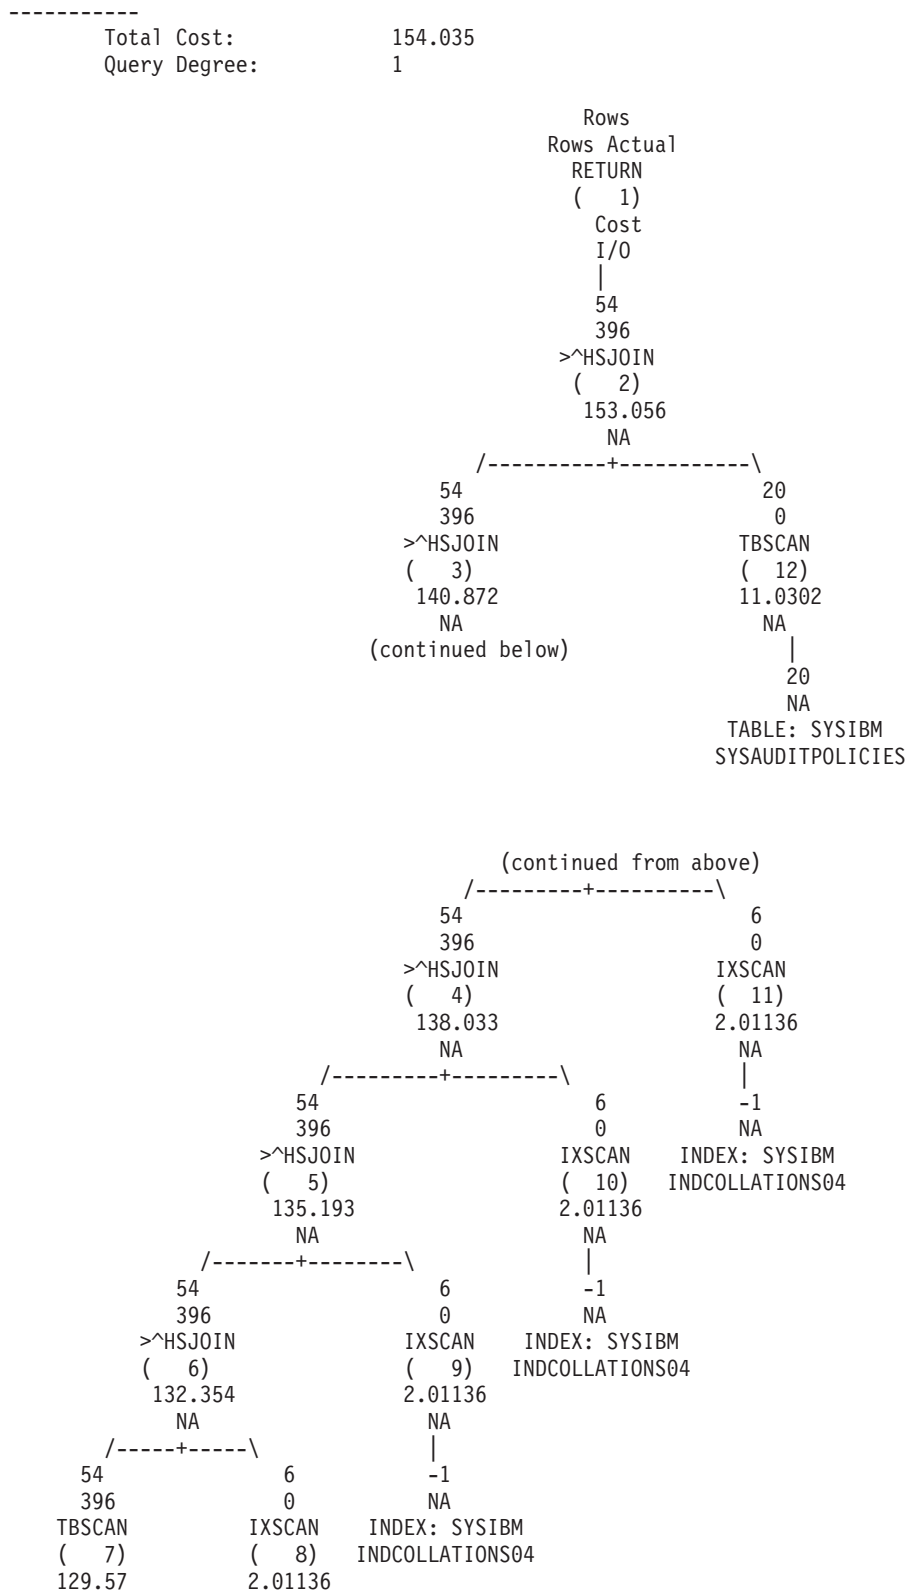 -----------
        Total Cost:             154.035
        Query Degree:           1

                                                Rows
                                             Rows Actual
                                               RETURN
                                               (   1)
                                                 Cost
                                                 I/O
                                                 |
                                                 54
                                                 396
                                              >^HSJOIN
                                               (   2)
                                                153.056
                                                  NA
                                       /----------+-----------\
                                    54                         20
                                    396                         0
                                 >^HSJOIN                    TBSCAN
                                 (   3)                      (  12)
                                  140.872                    11.0302
                                    NA                         NA
                              (continued below)                  |
                                                                 20
                                                                 NA
                                                            TABLE: SYSIBM
                                                           SYSAUDITPOLICIES

                                         (continued from above)
                                      /---------+----------\
                                    54                        6
                                    396                       0
                                 >^HSJOIN                  IXSCAN
                                 (   4)                    (  11)
                                  138.033                  2.01136
                                    NA                       NA
                          /---------+---------\              |
                        54                       6           -1
                        396                      0           NA
                     >^HSJOIN                 IXSCAN    INDEX: SYSIBM
                     (   5)                   (  10)   INDCOLLATIONS04
                      135.193                 2.01136
                        NA                      NA
                /-------+--------\              |
              54                    6           -1
              396                   0           NA
           >^HSJOIN              IXSCAN    INDEX: SYSIBM
           (   6)                (   9)   INDCOLLATIONS04
            132.354              2.01136
              NA                   NA
        /-----+-----\              |
      54               6           -1
      396              0           NA
    TBSCAN          IXSCAN    INDEX: SYSIBM
    (   7)          (   8)   INDCOLLATIONS04
    129.57          2.01136